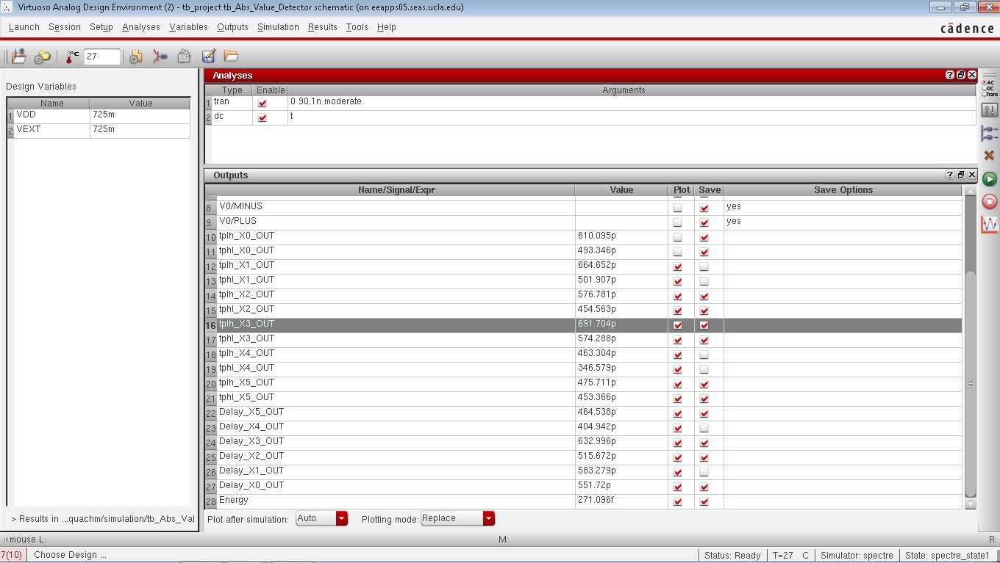 Virtuoso Analog Design Environment (2) - tb_project tb_Abs_Value_Detector schematic (on eeapps05.seas.ucla.edu)
Launch Session Setup Analyses Variables Outputs Simulation Results Tools Help
cādence
°C 27
Design Variables
Name Value
1 VDD 725m
2 VEXT 725m
> Results in ...quachm/simulation/tb_Abs_Val
Analyses
Type Enable Arguments
1 tran 0 90.1n moderate
2 dc t
Outputs
Name/Signal/Expr Value Plot Save Save Options
8 V0/MINUS yes
9 V0/PLUS yes
10 tplh_X0_OUT 610.095p
11 tphl_X0_OUT 493.346p
12 tplh_X1_OUT 664.652p
13 tphl_X1_OUT 501.907p
14 tplh_X2_OUT 576.781p
15 tphl_X2_OUT 454.563p
16 tplh_X3_OUT 691.704p
17 tphl_X3_OUT 574.288p
18 tplh_X4_OUT 463.304p
19 tphl_X4_OUT 346.579p
20 tplh_X5_OUT 475.711p
21 tphl_X5_OUT 453.366p
22 Delay_X5_OUT 464.538p
23 Delay_X4_OUT 404.942p
24 Delay_X3_OUT 632.996p
25 Delay_X2_OUT 515.672p
26 Delay_X1_OUT 583.279p
27 Delay_X0_OUT 551.72p
28 Energy 271.096f
Plot after simulation: Auto Plotting mode: Replace
AC
DC
Trans
mouse L: M: R:
7(10) Choose Design ... Status: Ready T=27 C Simulator: spectre State: spectre_state1